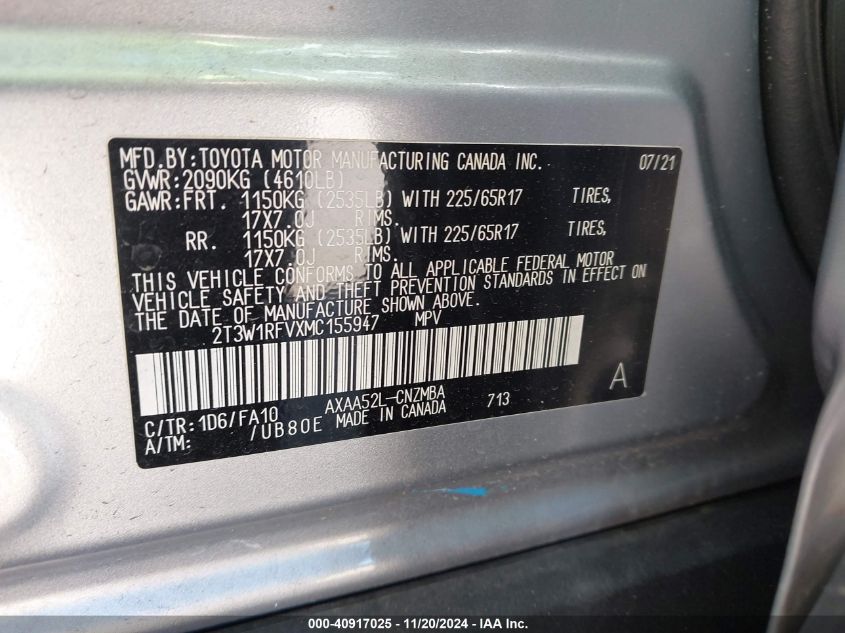 MFD.BY:TOYOTA MOTOR MANUFACTURING CANADA INC. 07/21
GVWR:2090KG (4610LB)
GAWR:FRT. 1150KG (2535LB) WITH 225/65R17 TIRES,
17X7.0J RIMS.
RR. 1150KG (2535LB) WITH 225/65R17 TIRES,
17X7.0J RIMS.
THIS VEHICLE CONFORMS TO ALL APPLICABLE FEDERAL MOTOR
VEHICLE SAFETY AND THEFT PREVENTION STANDARDS IN EFFECT ON
THE DATE OF MANUFACTURE SHOWN ABOVE.
2T3W1RFVXMC155947 MPV
A
C/TR:1D6/FA10 AXAA52L-CNZMBA 713
A/TM: /UB80E MADE IN CANADA
000-40917025 - 11/20/2024 - IAAI.com